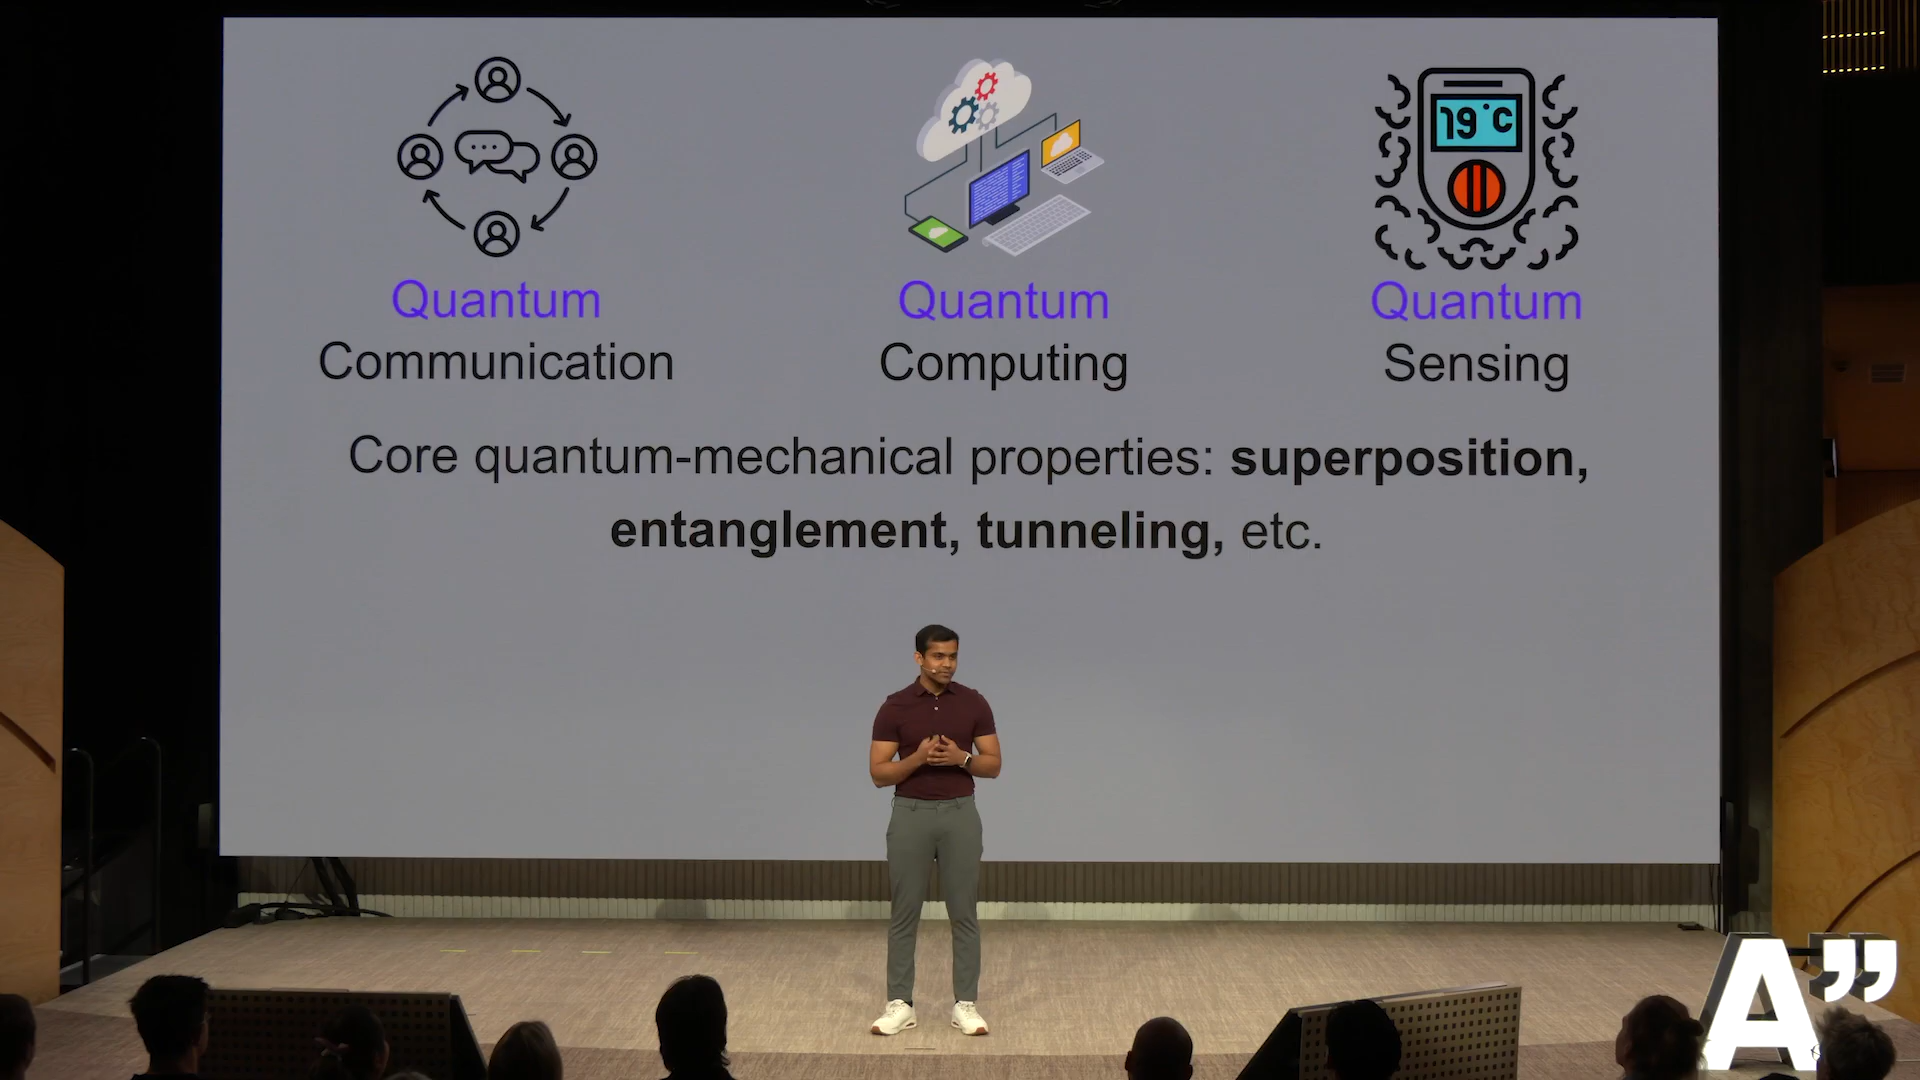 19°C
Quantum
Communication
Quantum
Computing
Quantum
Sensing
Core quantum-mechanical properties: superposition,
entanglement, tunneling, etc.
A”